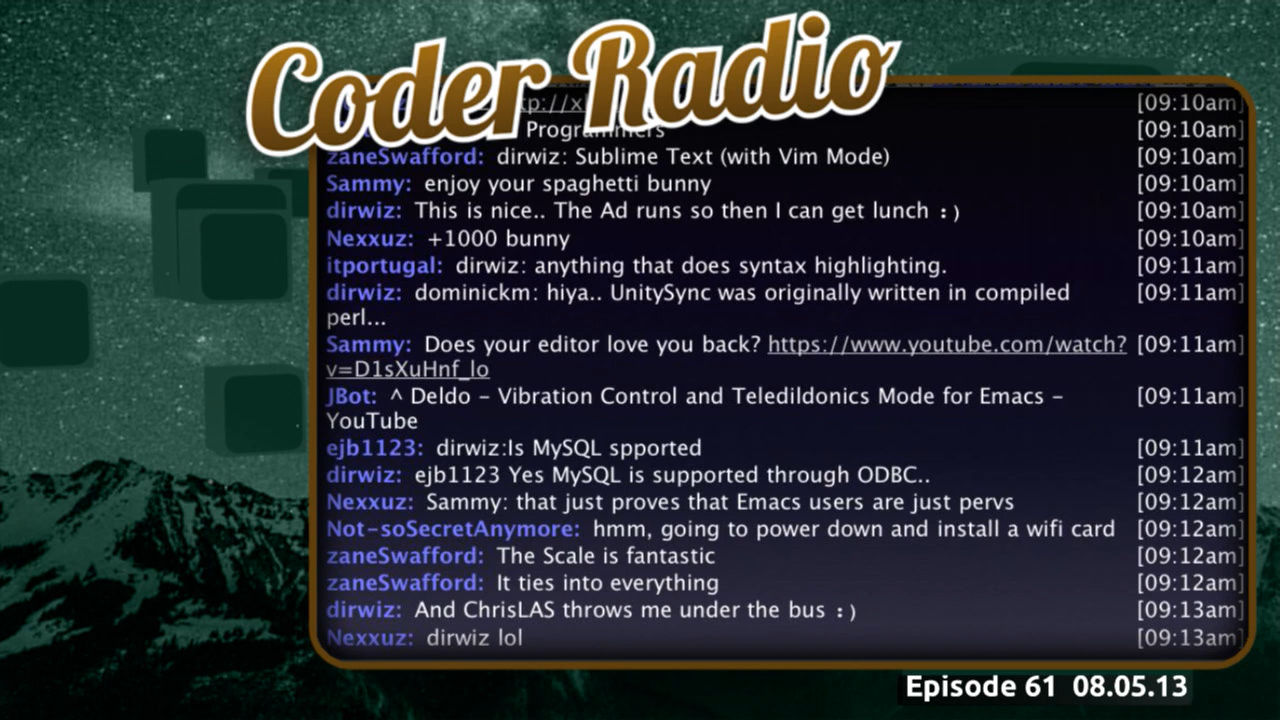 Coder Radio
tp://x [09:10am]
Programmers [09:10am]
zaneSwafford: dirwiz: Sublime Text (with Vim Mode) [09:10am]
Sammy: enjoy your spaghetti bunny [09:10am]
dirwiz: This is nice.. The Ad runs so then I can get lunch :) [09:10am]
Nexxuz: +1000 bunny [09:10am]
itportugal: dirwiz: anything that does syntax highlighting. [09:11am]
dirwiz: dominickm: hiya.. UnitySync was originally written in compiled [09:11am]
perl...
Sammy: Does your editor love you back? https://www.youtube.com/watch? [09:11am]
v=D1sXuHnf_lo
JBot: ^ Deldo - Vibration Control and Teledildonics Mode for Emacs - [09:11am]
YouTube
ejb1123: dirwiz:Is MySQL spported [09:11am]
dirwiz: ejb1123 Yes MySQL is supported through ODBC.. [09:12am]
Nexxuz: Sammy: that just proves that Emacs users are just pervs [09:12am]
Not-soSecretAnymore: hmm, going to power down and install a wifi card [09:12am]
zaneSwafford: The Scale is fantastic [09:12am]
zaneSwafford: It ties into everything [09:12am]
dirwiz: And ChrisLAS throws me under the bus :) [09:13am]
Nexxuz: dirwiz lol [09:13am]
Episode 61 08.05.13